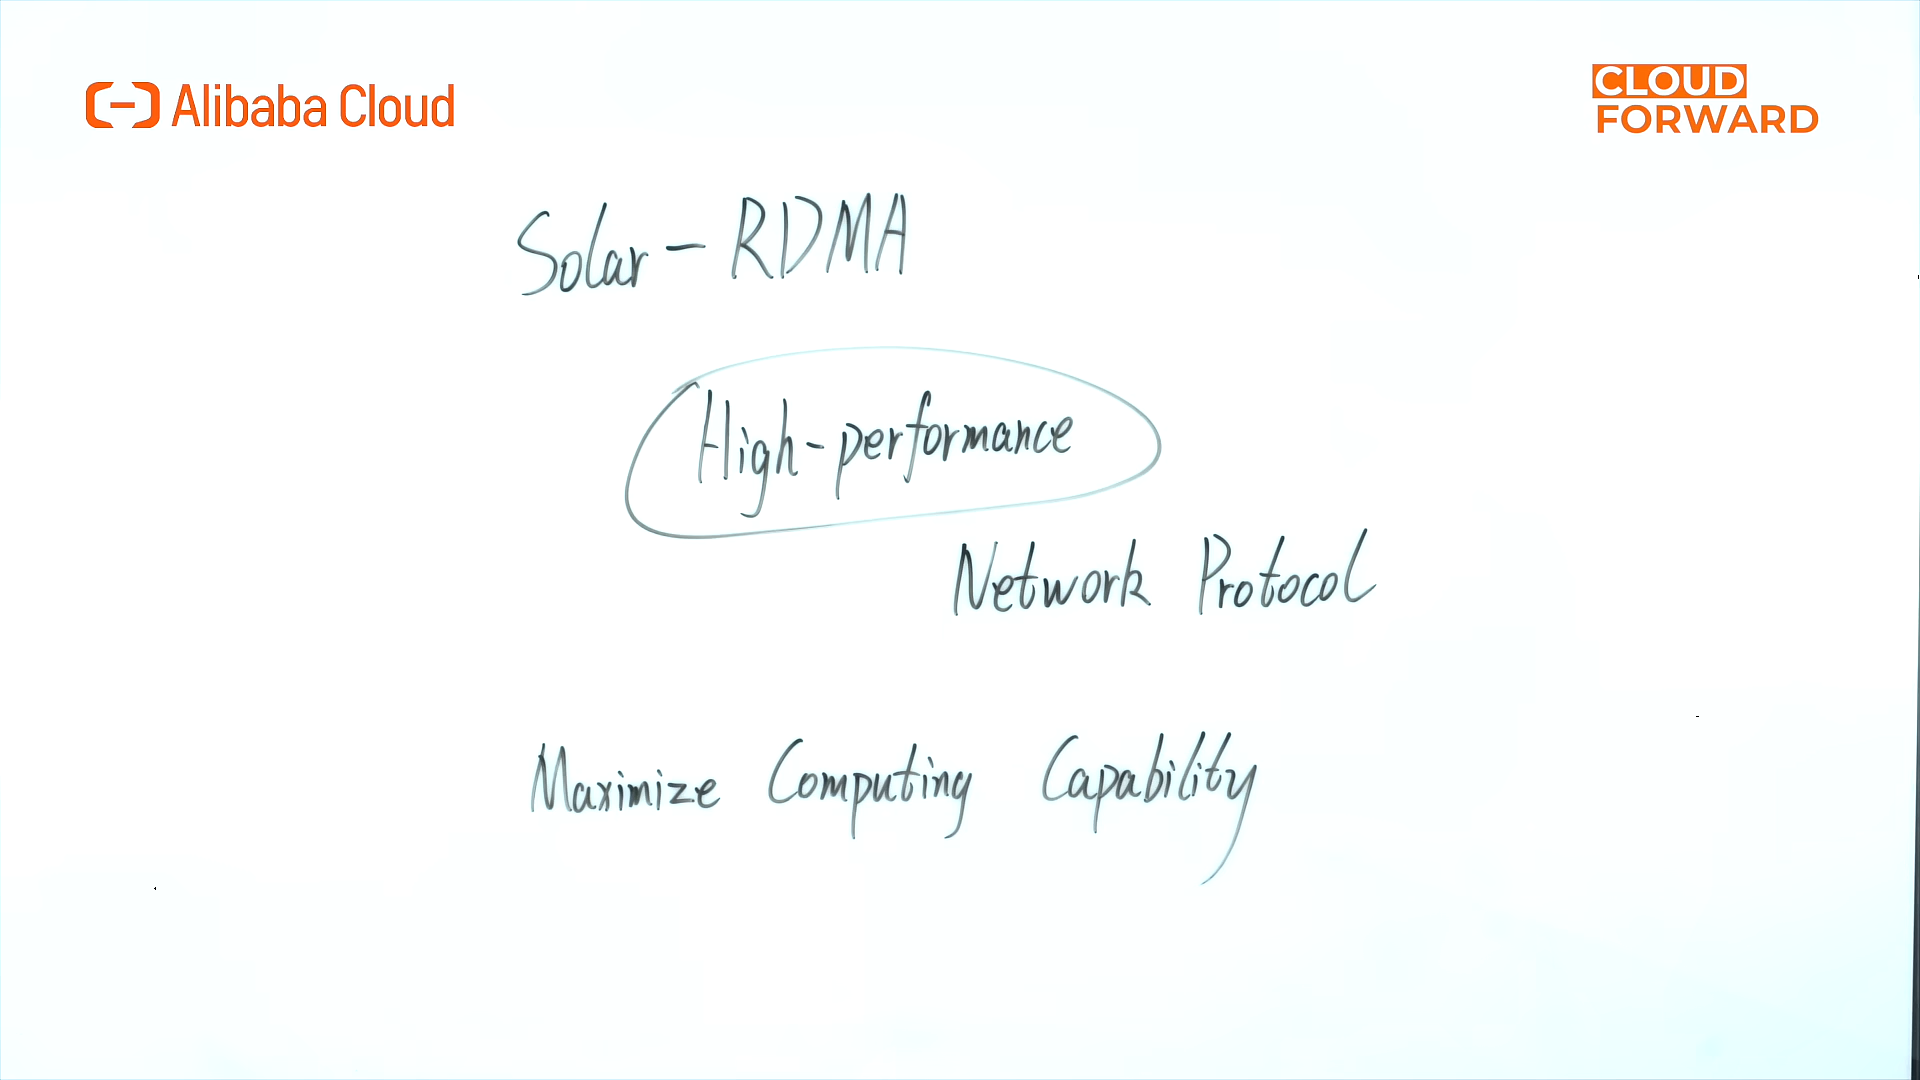 Alibaba Cloud
CLOUD
FORWARD
Solar - RDMA
High-performance
Network Protocol
Maximize Computing Capability